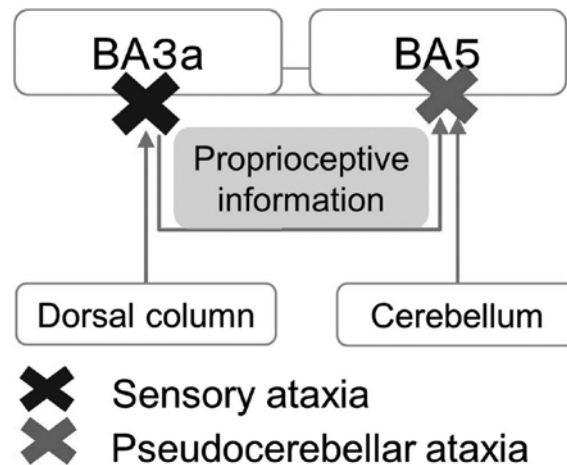 BA3a
BA5
Proprioceptive
information
Dorsal column
Cerebellum
Sensory ataxia
Pseudocerebellar ataxia